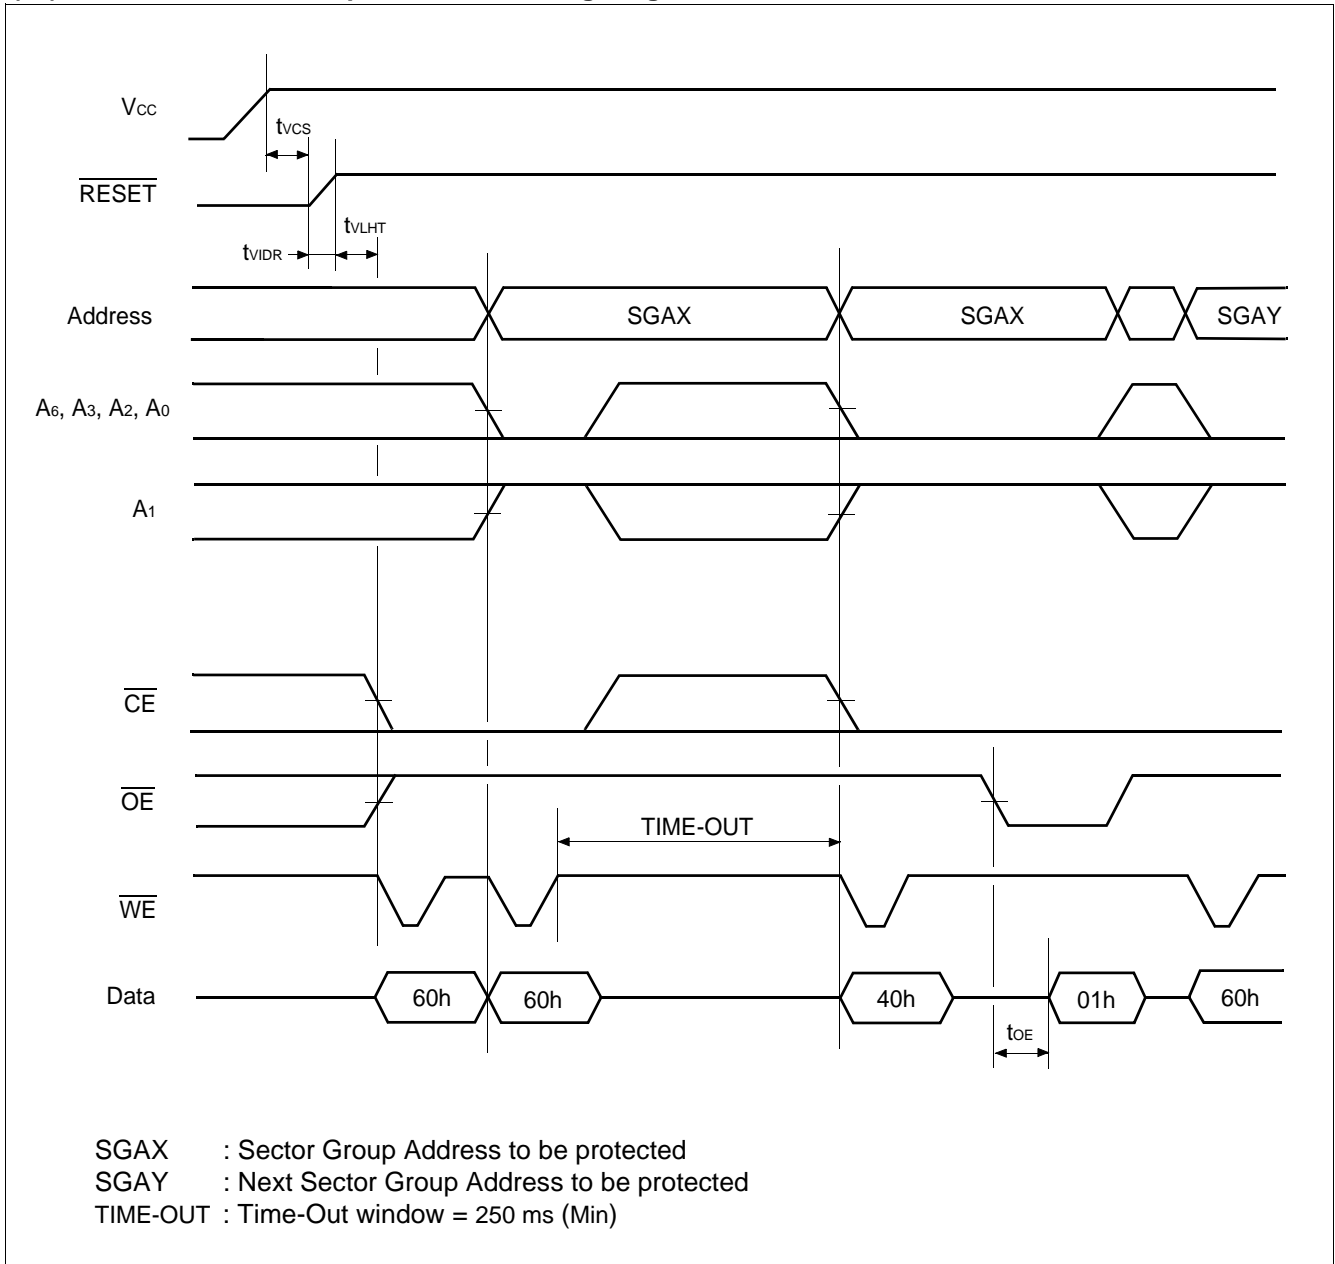 VCC
tVCS
RESET
tVLHT
tVIDR
Address
SGAX
SGAX
SGAY
A6, A3, A2, A0
A1
CE
OE
TIME-OUT
WE
Data
60h
60h
40h
01h
60h
tOE
SGAX : Sector Group Address to be protected
SGAY : Next Sector Group Address to be protected
TIME-OUT : Time-Out window = 250 ms (Min)